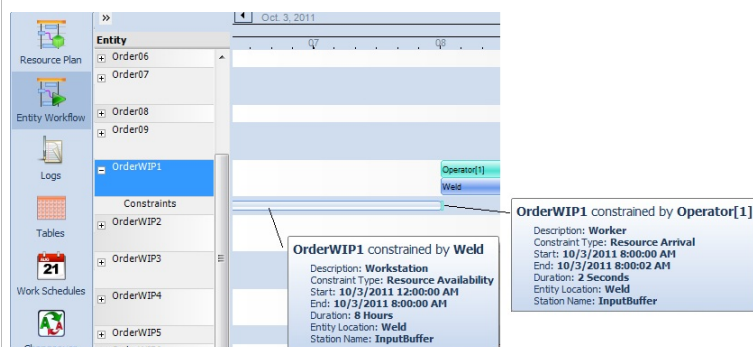 Oct. 3, 2011
Entity
07
08
Resource Plan
Entity Workflow
Logs
Tables
AUG
21
Work Schedules
Order06
Order07
Order08
Order09
OrderWIP1
Constraints
OrderWIP2
OrderWIP3
OrderWIP4
OrderWIP5
Operator[1]
Weld
OrderWIP1 constrained by Weld
Description: Workstation
Constraint Type: Resource Availability
Start: 10/3/2011 12:00:00 AM
End: 10/3/2011 8:00:00 AM
Duration: 8 Hours
Entity Location: Weld
Station Name: InputBuffer
OrderWIP1 constrained by Operator[1]
Description: Worker
Constraint Type: Resource Arrival
Start: 10/3/2011 8:00:00 AM
End: 10/3/2011 8:00:02 AM
Duration: 2 Seconds
Entity Location: Weld
Station Name: InputBuffer